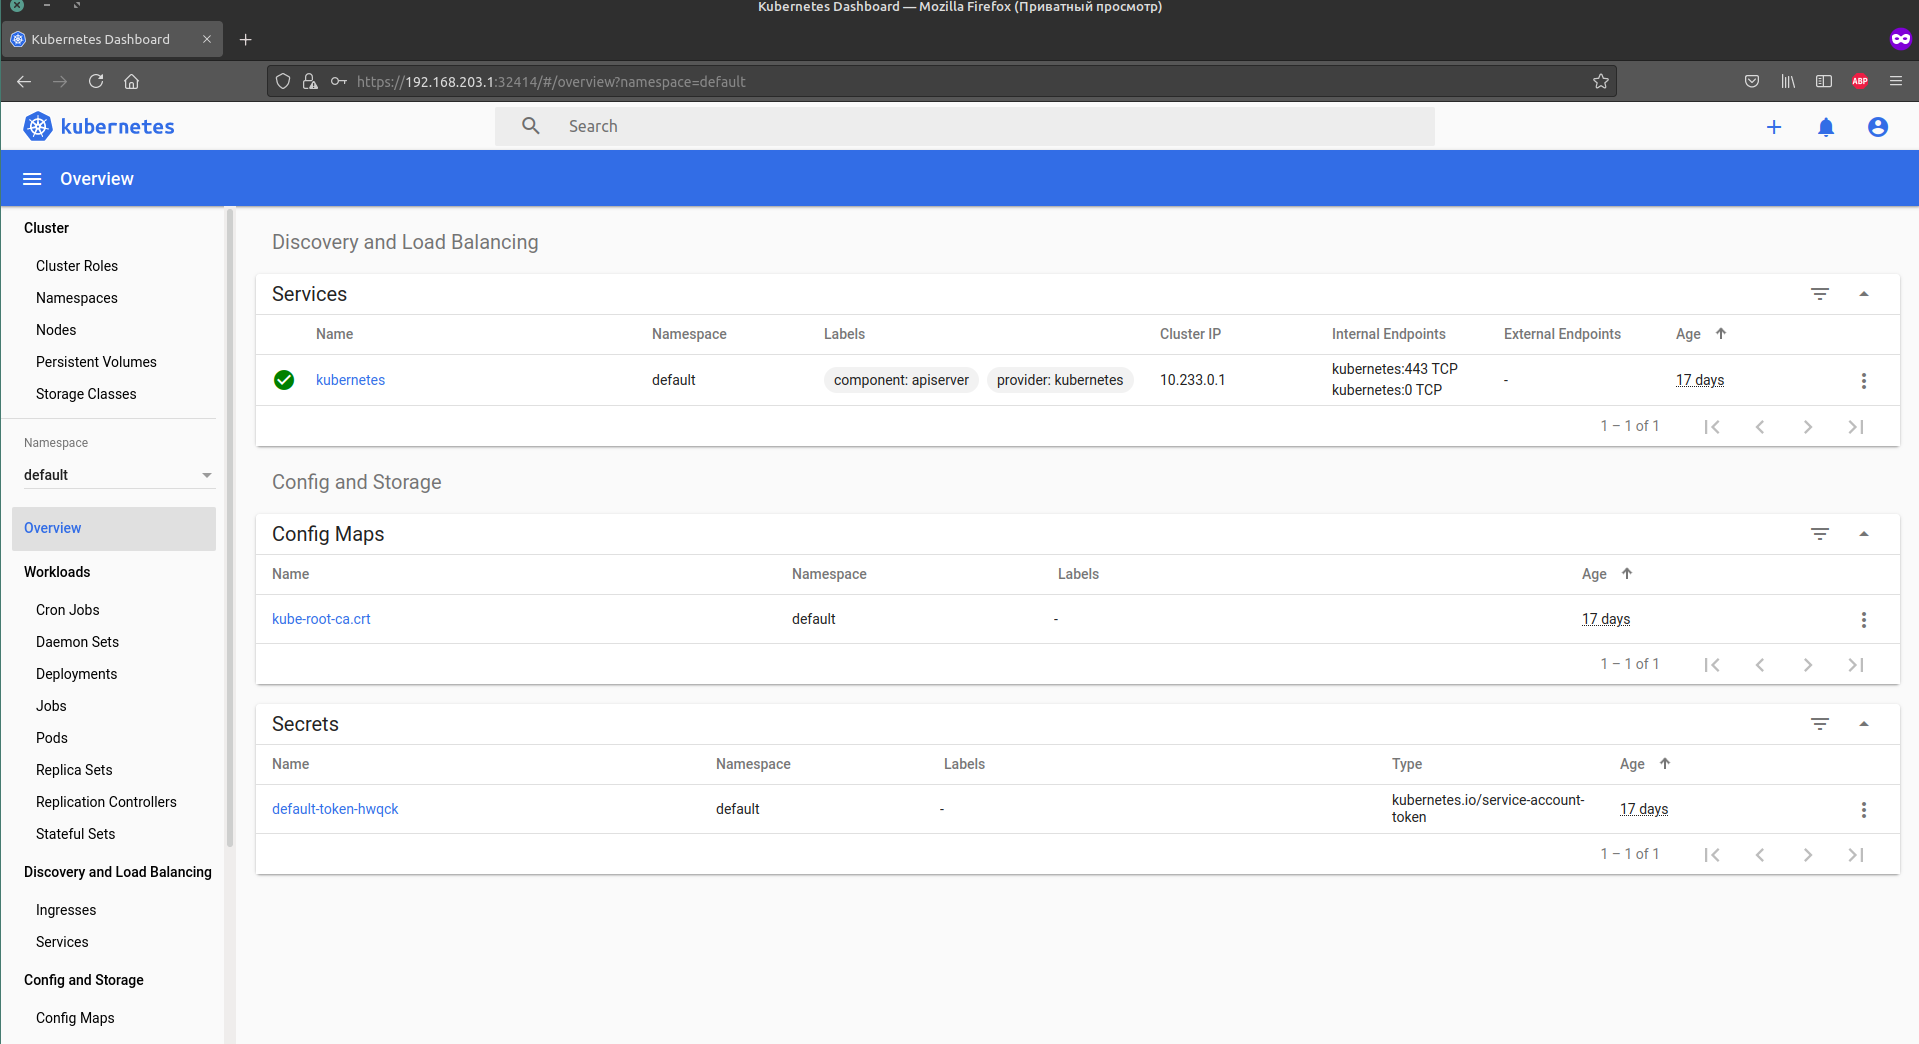 Kubernetes Dashboard — Mozilla Firefox (Приватный просмотр)
Kubernetes Dashboard
https://192.168.203.1:32414/#/overview?namespace=default
ABP
kubernetes
Search
Overview
Cluster
Cluster Roles
Namespaces
Nodes
Persistent Volumes
Storage Classes
Namespace
default
Overview
Workloads
Cron Jobs
Daemon Sets
Deployments
Jobs
Pods
Replica Sets
Replication Controllers
Stateful Sets
Discovery and Load Balancing
Ingresses
Services
Config and Storage
Config Maps
Discovery and Load Balancing
Services
Name Namespace Labels Cluster IP Internal Endpoints External Endpoints Age
kubernetes default component: apiserver provider: kubernetes 10.233.0.1 kubernetes:443 TCP - 17 days
kubernetes:0 TCP
1 – 1 of 1
Config and Storage
Config Maps
Name Namespace Labels Age
kube-root-ca.crt default - 17 days
1 – 1 of 1
Secrets
Name Namespace Labels Type Age
default-token-hwqck default - kubernetes.io/service-account- 17 days
token
1 – 1 of 1